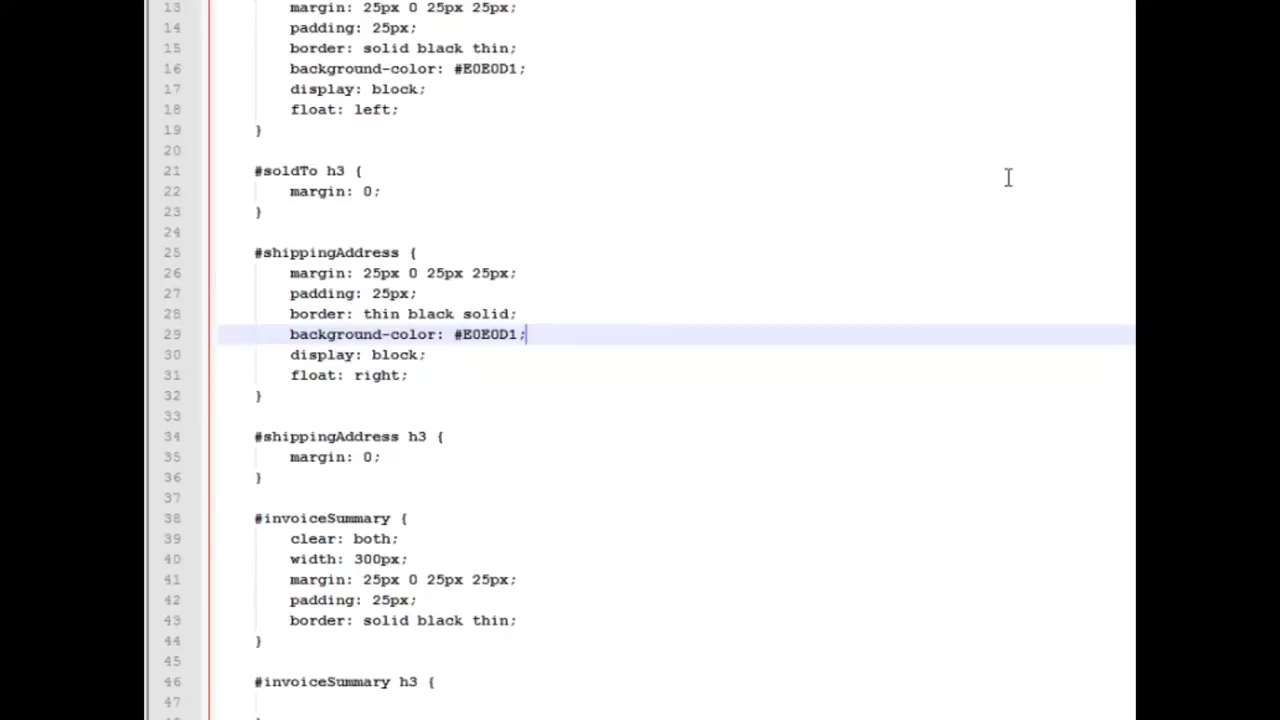 13 margin: 25px 0 25px 25px;
14 padding: 25px;
15 border: solid black thin;
16 background-color: #E0E0D1;
17 display: block;
18 float: left;
19 }
20
21 #soldTo h3 {
22 margin: 0;
23 }
24
25 #shippingAddress {
26 margin: 25px 0 25px 25px;
27 padding: 25px;
28 border: thin black solid;
29 background-color: #E0E0D1;
30 display: block;
31 float: right;
32 }
33
34 #shippingAddress h3 {
35 margin: 0;
36 }
37
38 #invoiceSummary {
39 clear: both;
40 width: 300px;
41 margin: 25px 0 25px 25px;
42 padding: 25px;
43 border: solid black thin;
44 }
45
46 #invoiceSummary h3 {
47